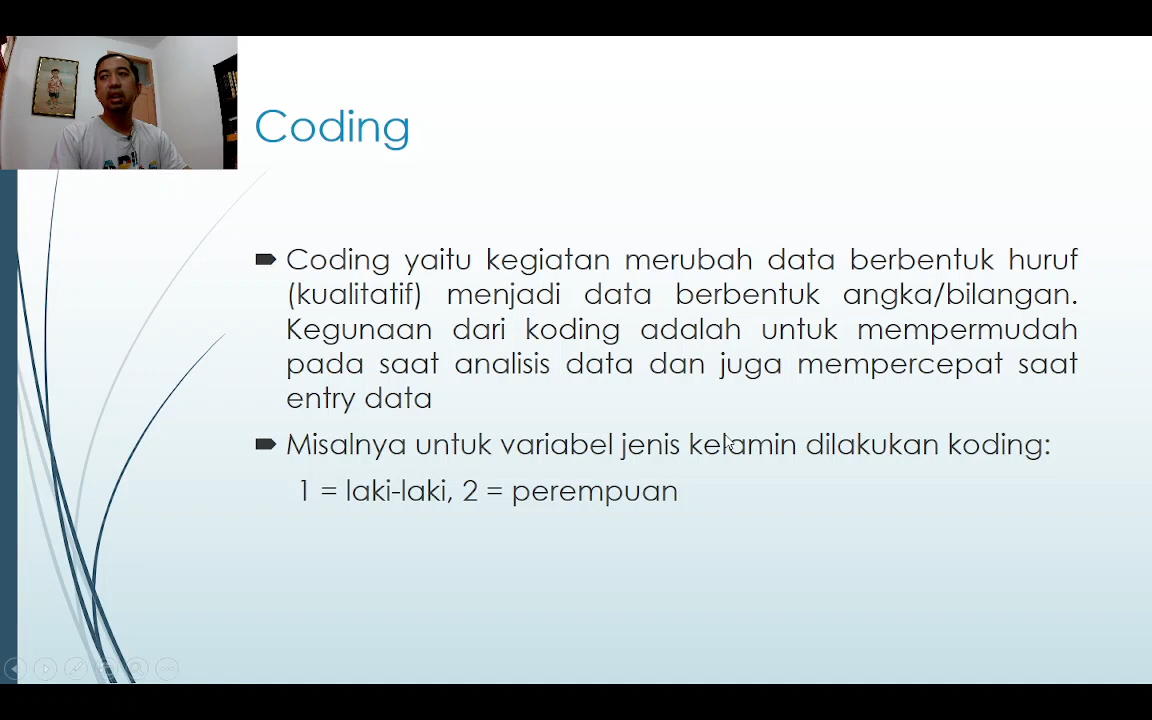 Coding
Coding yaitu kegiatan merubah data berbentuk huruf
(kualitatif) menjadi data berbentuk angka/bilangan.
Kegunaan dari koding adalah untuk mempermudah
pada saat analisis data dan juga mempercepat saat
entry data
Misalnya untuk variabel jenis kelamin dilakukan koding:
1 = laki-laki, 2 = perempuan